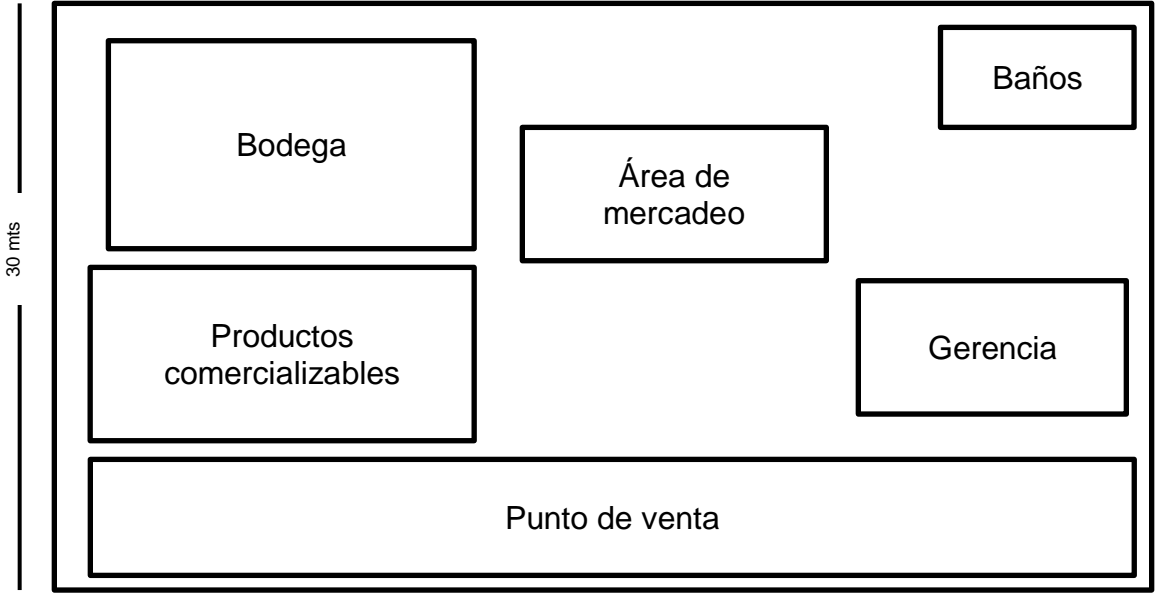 Baños
Bodega
Área de
mercadeo
30 mts
Productos
comercializables
Gerencia
Punto de venta